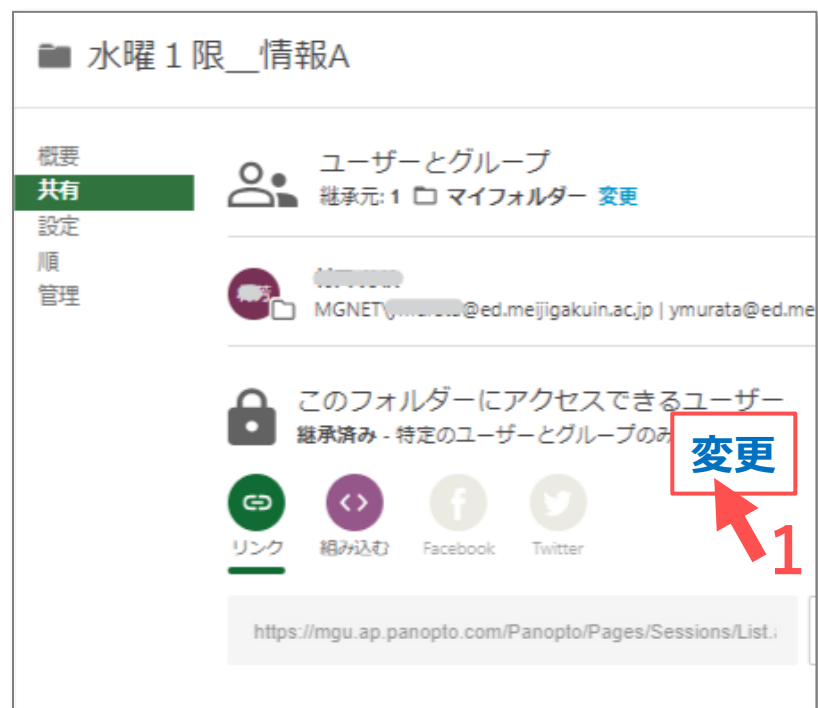 水曜１限__情報A
概要
共有
設定
順
管理
ユーザーとグループ
継承元: 1 マイフォルダー 変更
MGNET\ @ed.meijigakuin.ac.jp | ymurata@ed.me
このフォルダーにアクセスできるユーザー
継承済み - 特定のユーザーとグループのみ
変更
1
リンク
組み込む
Facebook
Twitter
https://mgu.ap.panopto.com/Panopto/Pages/Sessions/List.